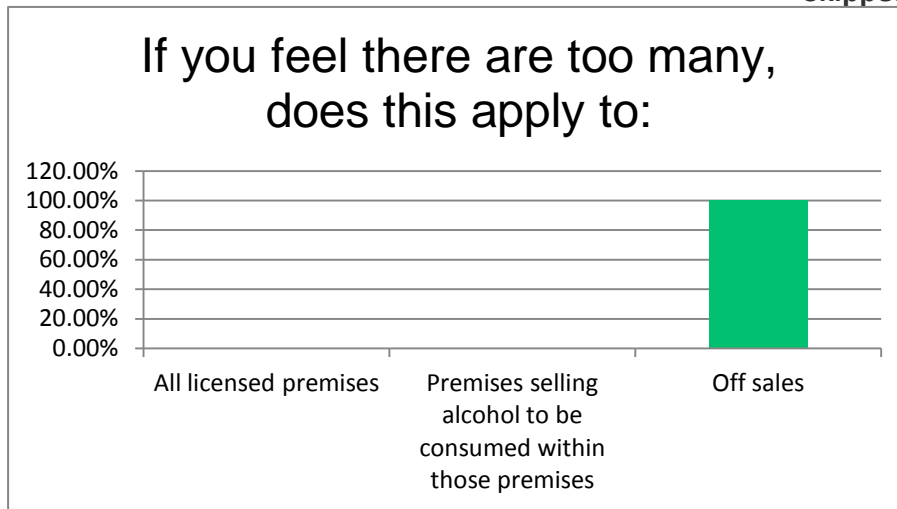 If you feel there are too many,
does this apply to:
120.00%
100.00%
80.00%
60.00%
40.00%
20.00%
0.00%
All licensed premises
Premises selling
alcohol to be
consumed within
those premises
Off sales